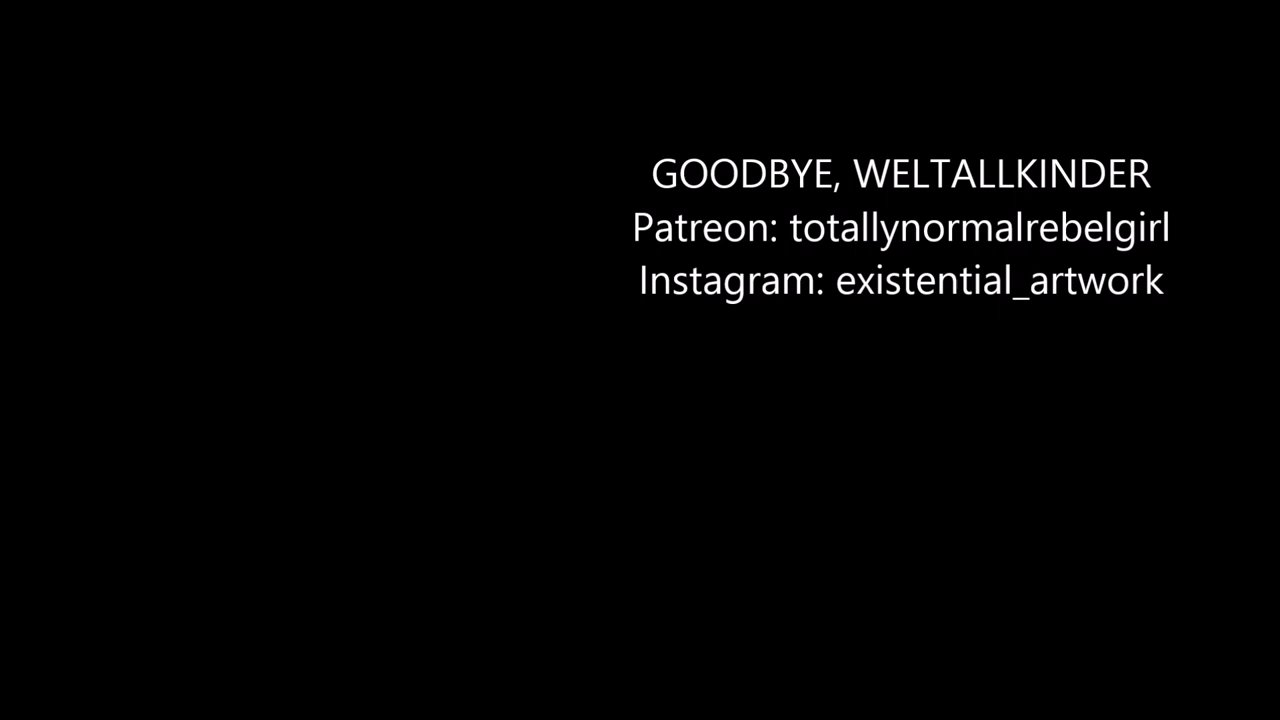 GOODBYE, WELTALLKINDER
Patreon: totallynormalrebelgirl
Instagram: existential_artwork